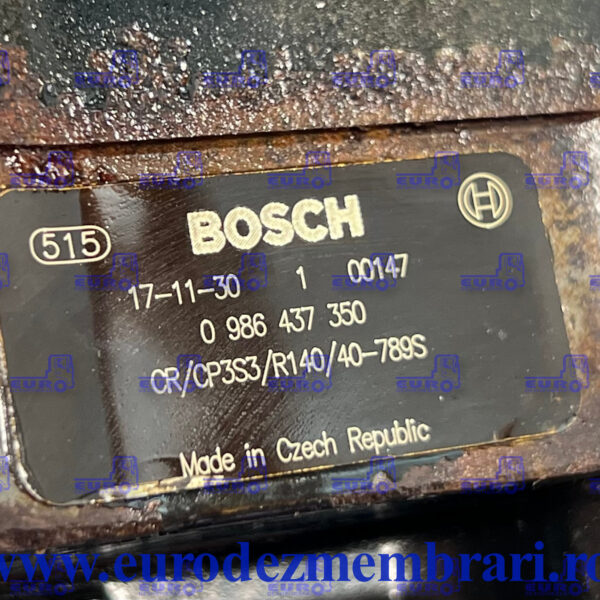 515 BOSCH H
17-11-30 1 00147
0 986 437 350
CR/CP3S3/R140/40-789S
Made in Czech Republic
EURO
www.eurodezmembrari.ro